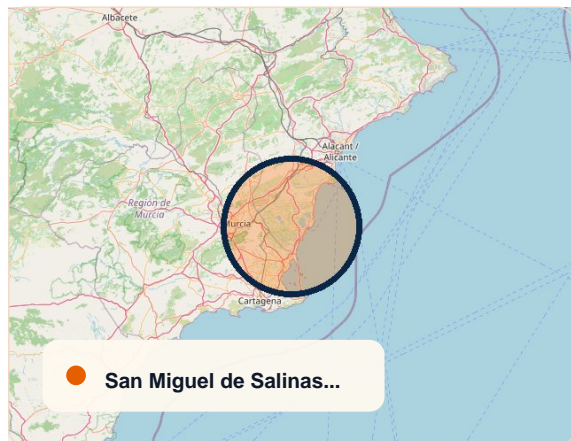 Albacete
Alacant /
Alicante
Región de
Murcia
Murcia
Cartagena
San Miguel de Salinas...